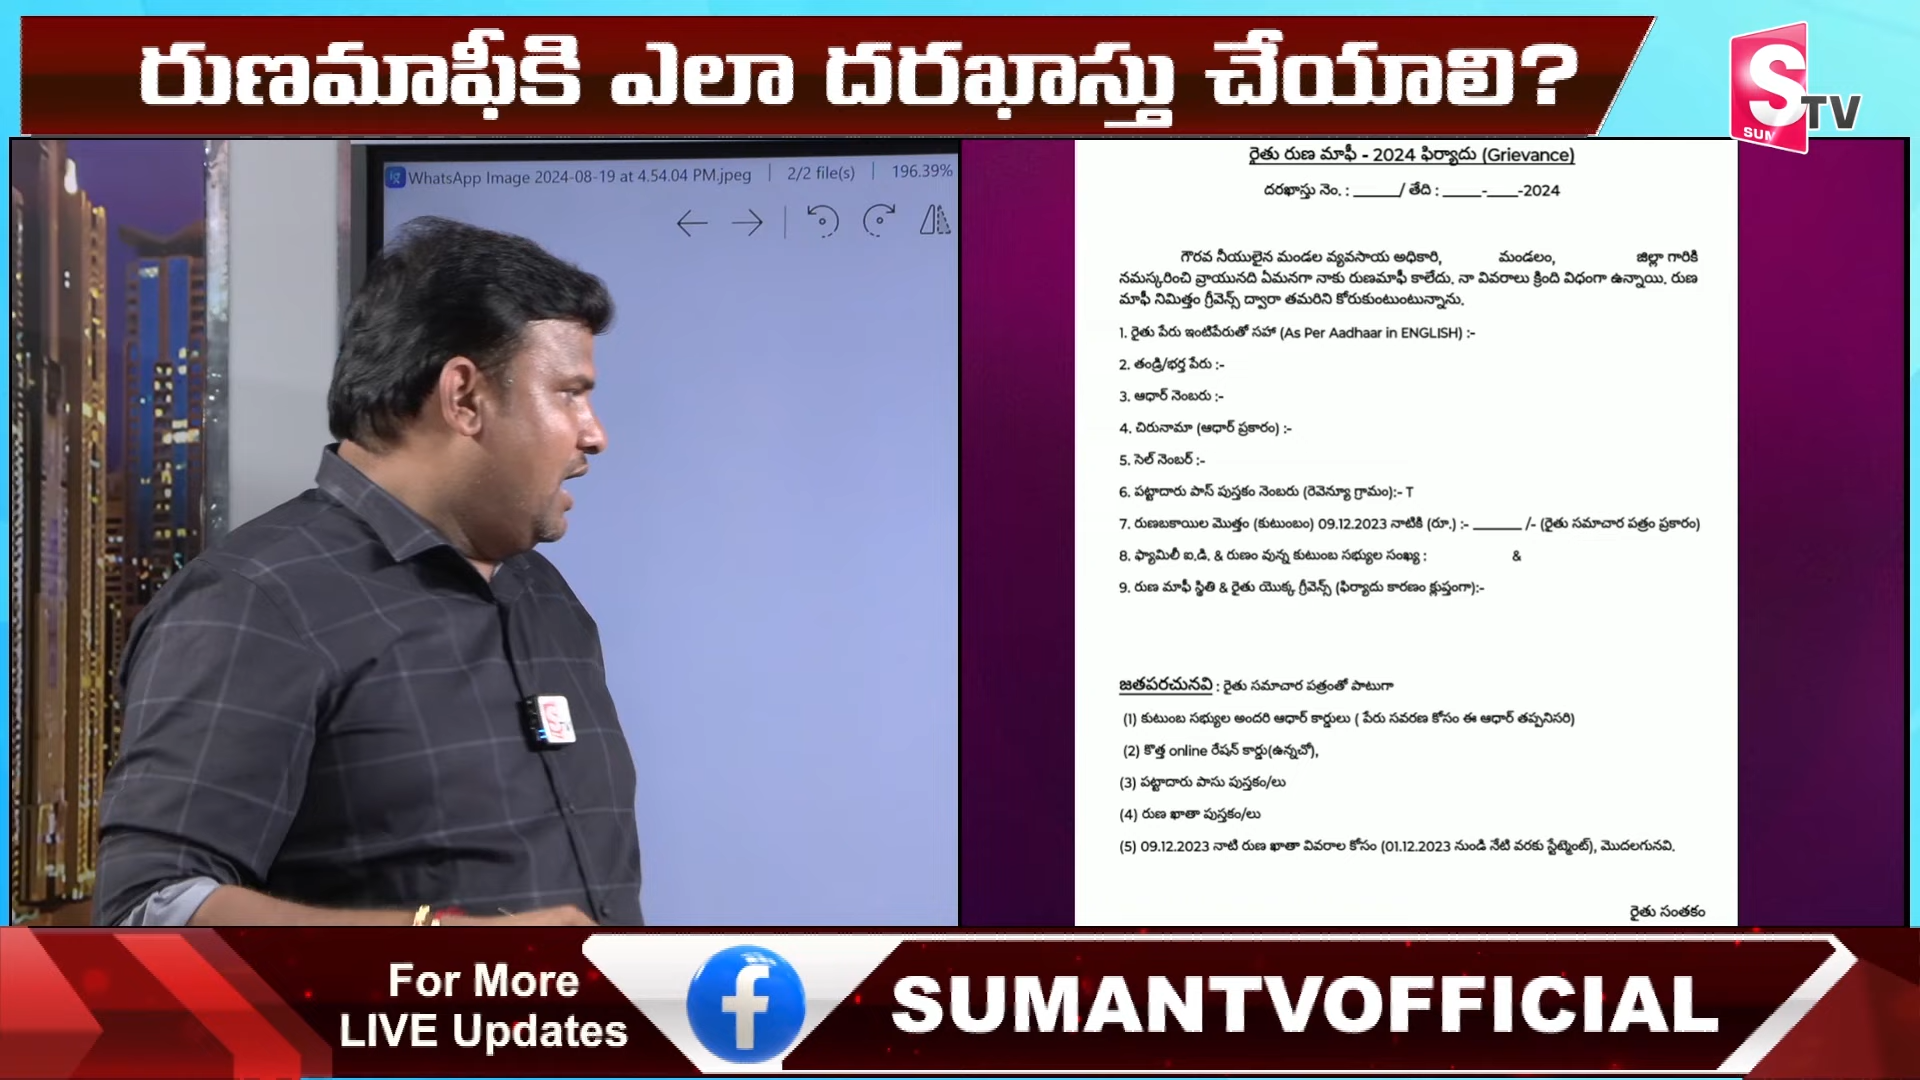 రుణమాఫీకి ఎలా దరఖాస్తు చేయాలి?
S TV
SUM
WhatsApp Image 2024-08-19 at 4.54.04 PM.jpeg | 2/2 file(s) | 196.39%
రైతు రుణ మాఫీ - 2024 ఫిర్యాదు (Grievance)
దరఖాస్తు నెం. : ______/ తేది : _____-____-2024
గౌరవ నీయులైన మండల వ్యవసాయ అధికారి, మండలం, జిల్లా గారికి
నమస్కరించి వ్రాయునది ఏమనగా నాకు రుణమాఫీ కాలేదు. నా వివరాలు క్రింది విధంగా ఉన్నాయి. రుణ
మాఫీ నిమిత్తం గ్రీవెన్స్ ద్వారా తమరిని కోరుకుంటుంటున్నాను.
1. రైతు పేరు ఇంటిపేరుతో సహా (As Per Aadhaar in ENGLISH) :-
2. తండ్రి/భర్త పేరు :-
3. ఆధార్ నెంబరు :-
4. చిరునామా (ఆధార్ ప్రకారం) :-
5. సెల్ నెంబర్ :-
6. పట్టాదారు పాస్ పుస్తకం నెంబరు (రెవెన్యూ గ్రామం):- T
7. రుణబకాయిల మొత్తం (కుటుంబం) 09.12.2023 నాటికి (రూ.) :- ______ /- (రైతు సమాచార పత్రం ప్రకారం)
8. ఫ్యామిలీ ఐ.డి. & రుణం వున్న కుటుంబ సభ్యుల సంఖ్య : &
9. రుణ మాఫీ స్థితి & రైతు యొక్క గ్రీవెన్స్ (ఫిర్యాదు కారణం క్లుప్తంగా):-
జతపరచునవి : రైతు సమాచార పత్రంతో పాటుగా
(1) కుటుంబ సభ్యుల అందరి ఆధార్ కార్డులు ( పేరు సవరణ కోసం ఈ ఆధార్ తప్పనిసరి)
(2) కొత్త online రేషన్ కార్డు(ఉన్నచో),
(3) పట్టాదారు పాసు పుస్తకం/లు
(4) రుణ ఖాతా పుస్తకం/లు
(5) 09.12.2023 నాటి రుణ ఖాతా వివరాల కోసం (01.12.2023 నుండి నేటి వరకు స్టేట్మెంట్), మొదలగునవి.
రైతు సంతకం
For More
LIVE Updates
SUMANTVOFFICIAL